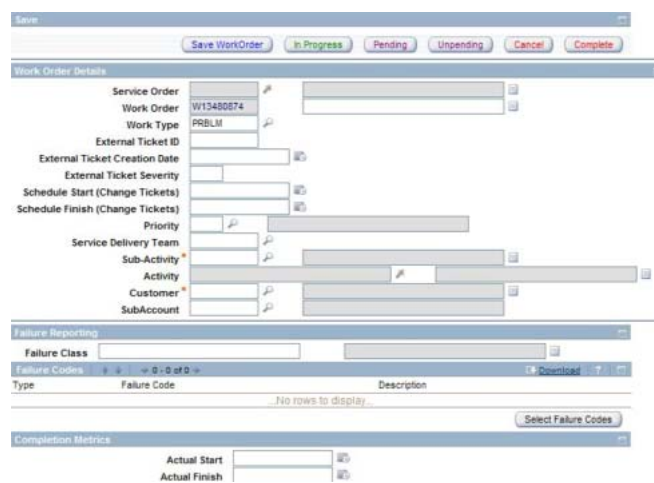 Save
Save WorkOrder In Progress Pending Unpending Cancel Complete
Work Order Details
Service Order
Work Order W13480874
Work Type PRBLM
External Ticket ID
External Ticket Creation Date
External Ticket Severity
Schedule Start (Change Tickets)
Schedule Finish (Change Tickets)
Priority
Service Delivery Team
Sub-Activity
Activity
Customer
SubAccount
Failure Reporting
Failure Class
Failure Codes 0 - 0 of 0 Download ?
Type Failure Code Description
...No rows to display...
Select Failure Codes
Completion Metrics
Actual Start
Actual Finish